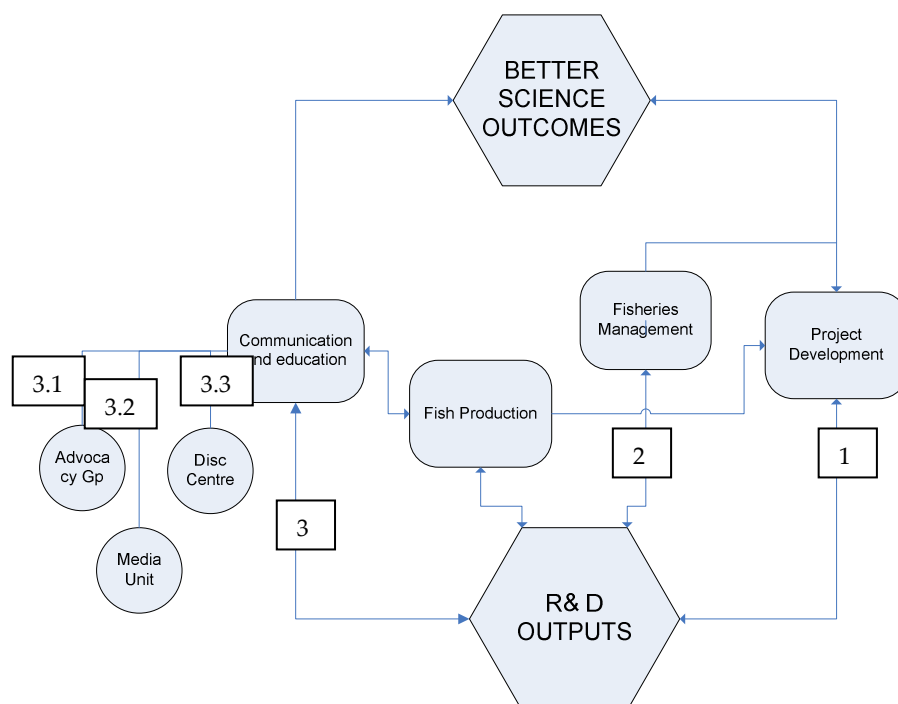 BETTER
SCIENCE
OUTCOMES
Fisheries
Management
Project
Development
Communication
and education
Fish Production
3.1
3.2
3.3
Advoca
cy Gp
Disc
Centre
Media
Unit
3
2
1
R& D
OUTPUTS